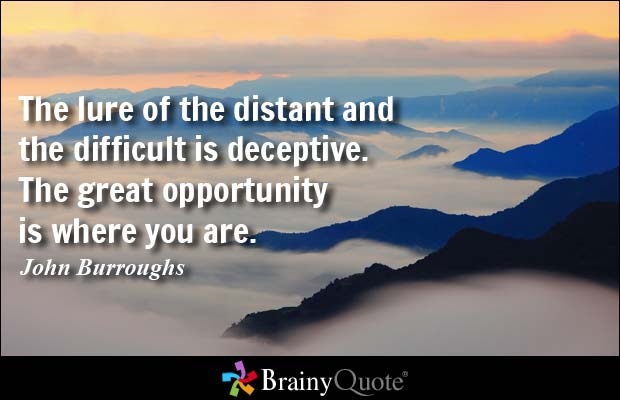 The lure of the distant and
the difficult is deceptive.
The great opportunity
is where you are.
John Burroughs
BrainyQuote®